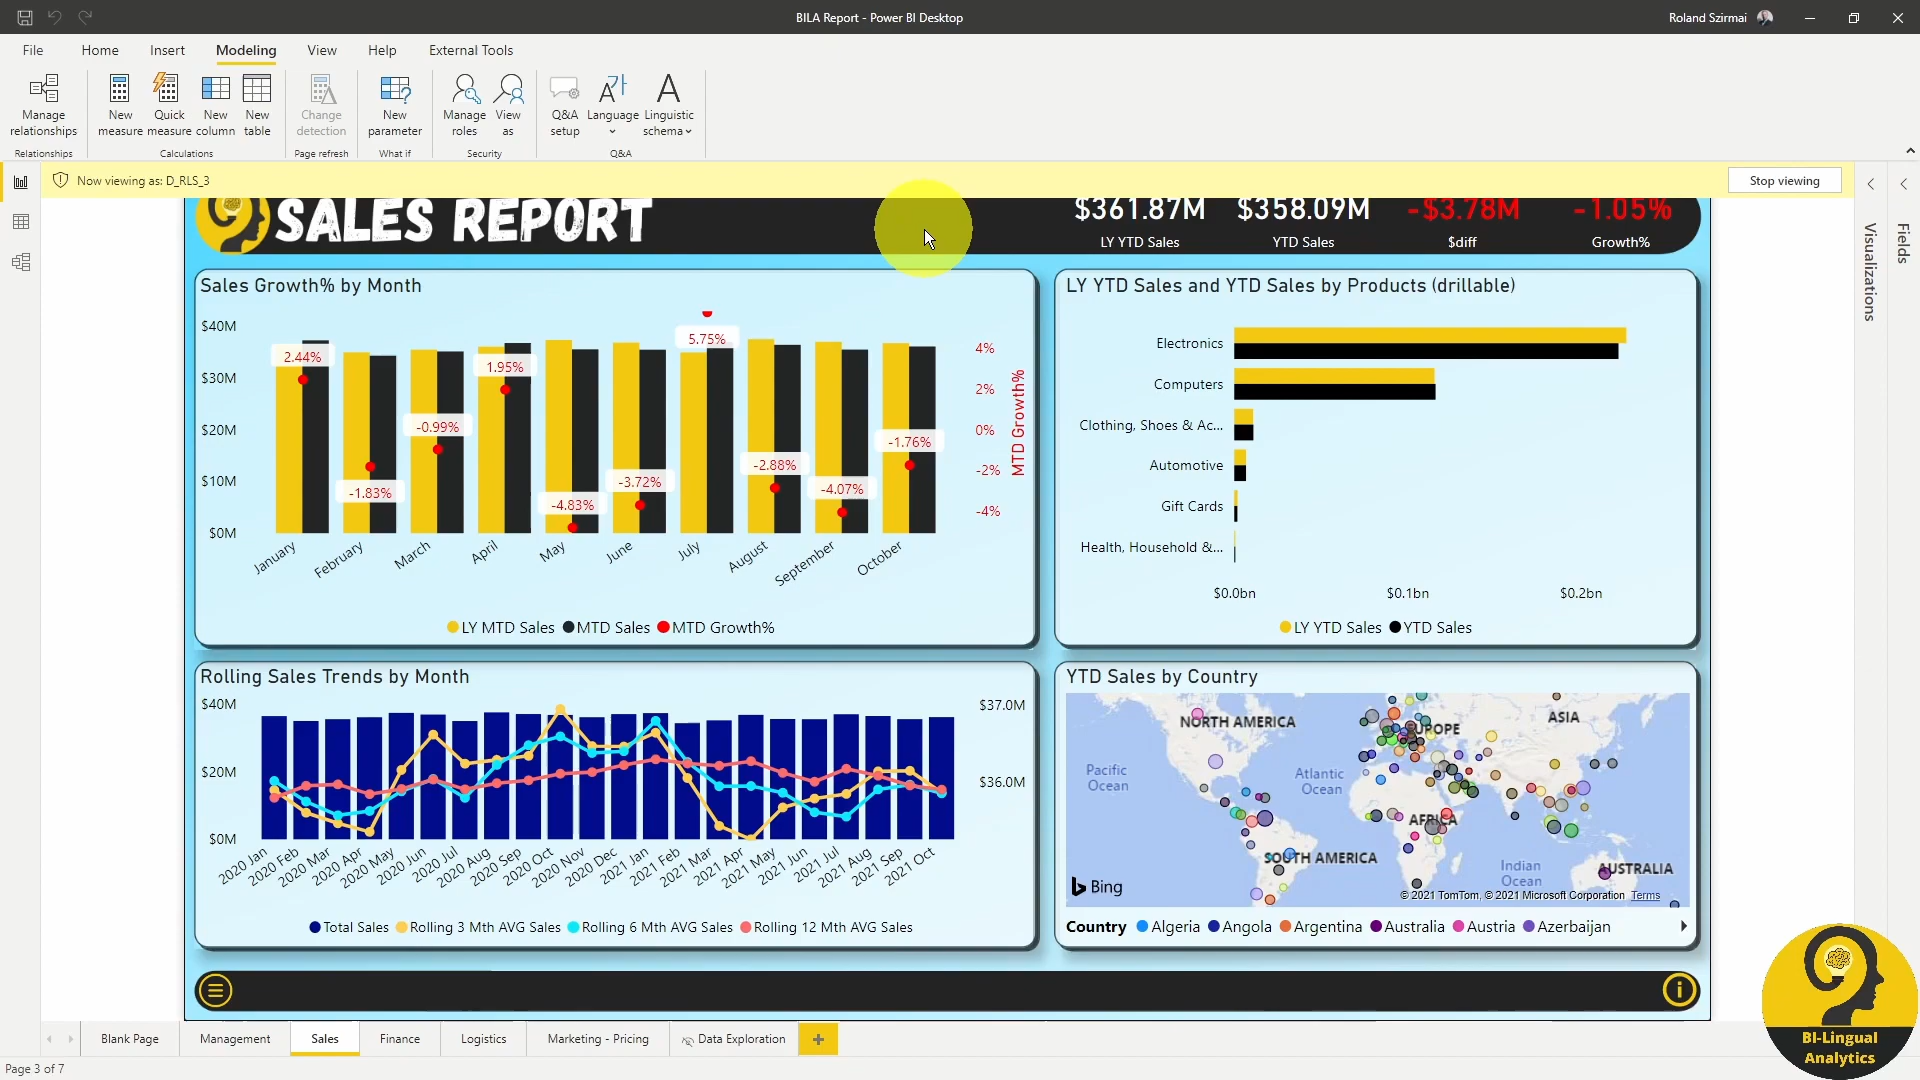 BILA Report - Power BI Desktop
Roland Szirmai
File Home Insert Modeling View Help External Tools
Manage relationships
New measure
Quick measure
New column
New table
Change detection
New parameter
Manage roles
View as
Q&A setup
Language
Linguistic schema
Relationships
Calculations
Page refresh
What if
Security
Q&A
Now viewing as: D_RLS_3
Stop viewing
Visualizations
Fields
SALES REPORT
$361.87M $358.09M -$3.78M -1.05%
LY YTD Sales YTD Sales $diff Growth%
Sales Growth% by Month
$40M
$30M
$20M
$10M
$0M
2.44%
-1.83%
-0.99%
1.95%
-4.83%
-3.72%
5.75%
-2.88%
-4.07%
-1.76%
4%
2%
0%
-2%
-4%
MTD Growth%
January February March April May June July August September October
LY MTD Sales MTD Sales MTD Growth%
LY YTD Sales and YTD Sales by Products (drillable)
Electronics
Computers
Clothing, Shoes & Ac...
Automotive
Gift Cards
Health, Household &...
$0.0bn $0.1bn $0.2bn
LY YTD Sales YTD Sales
Rolling Sales Trends by Month
$40M
$20M
$0M
$37.0M
$36.0M
2020 Jan 2020 Feb 2020 Mar 2020 Apr 2020 May 2020 Jun 2020 Jul 2020 Aug 2020 Sep 2020 Oct 2020 Nov 2020 Dec 2021 Jan 2021 Feb 2021 Mar 2021 Apr 2021 May 2021 Jun 2021 Jul 2021 Aug 2021 Sep 2021 Oct
Total Sales Rolling 3 Mth AVG Sales Rolling 6 Mth AVG Sales Rolling 12 Mth AVG Sales
YTD Sales by Country
NORTH AMERICA
EUROPE
ASIA
Pacific Ocean
Atlantic Ocean
AFRICA
SOUTH AMERICA
Indian Ocean
AUSTRALIA
Bing
© 2021 TomTom, © 2021 Microsoft Corporation Terms
Country Algeria Angola Argentina Australia Austria Azerbaijan
Blank Page Management Sales Finance Logistics Marketing - Pricing Data Exploration
Page 3 of 7
BI-Lingual
Analytics